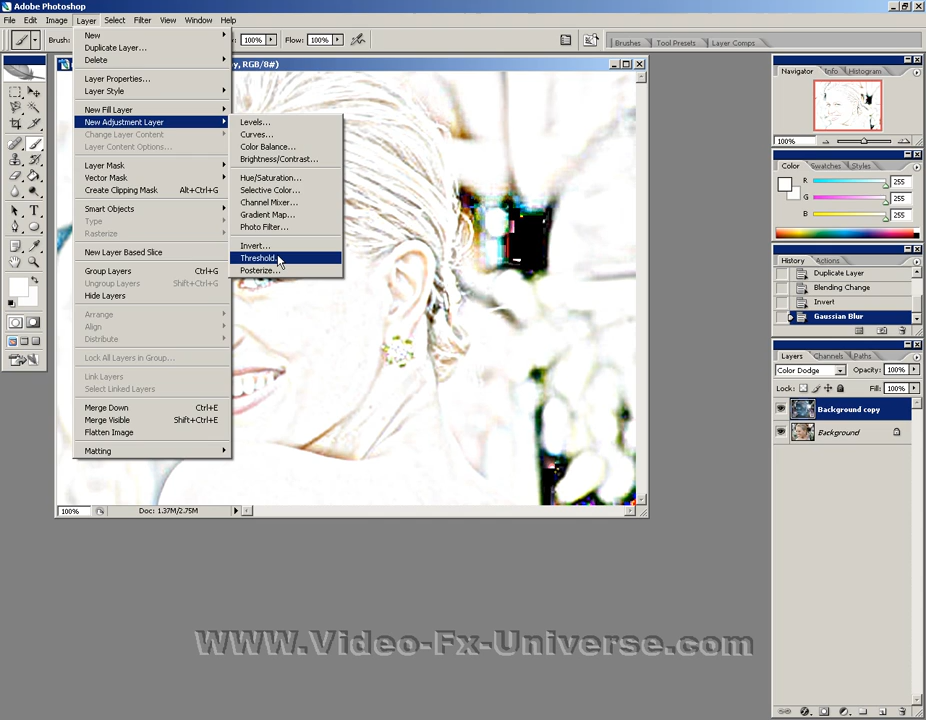 Adobe Photoshop
File Edit Image Layer Select Filter View Window Help
Brush: 100% Flow: 100% Brushes Tool Presets Layer Comps
y, RGB/8#)
New
Duplicate Layer...
Delete
Layer Properties...
Layer Style
New Fill Layer
New Adjustment Layer
Change Layer Content
Layer Content Options...
Layer Mask
Vector Mask
Create Clipping Mask Alt+Ctrl+G
Smart Objects
Type
Rasterize
New Layer Based Slice
Group Layers Ctrl+G
Ungroup Layers Shift+Ctrl+G
Hide Layers
Arrange
Align
Distribute
Lock All Layers in Group...
Link Layers
Select Linked Layers
Merge Down Ctrl+E
Merge Visible Shift+Ctrl+E
Flatten Image
Matting
Levels...
Curves...
Color Balance...
Brightness/Contrast...
Hue/Saturation...
Selective Color...
Channel Mixer...
Gradient Map...
Photo Filter...
Invert...
Threshold...
Posterize...
100% Doc: 1.37M/2.75M
Navigator Info Histogram
100%
Color Swatches Styles
R 255
G 255
B 255
History Actions
Duplicate Layer
Blending Change
Invert
Gaussian Blur
Layers Channels Paths
Color Dodge Opacity: 100%
Lock: Fill: 100%
Background copy
Background
www.Video-Fx-Universe.com